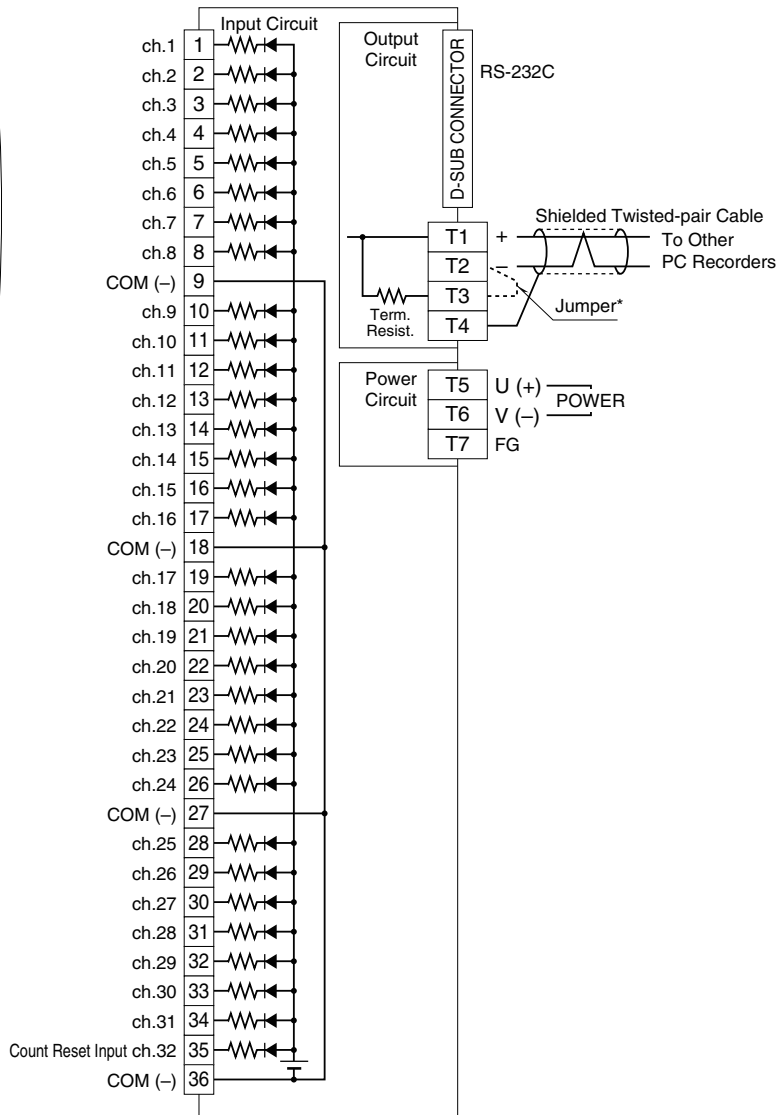 Input Circuit
ch.1 1
ch.2 2
ch.3 3
ch.4 4
ch.5 5
ch.6 6
ch.7 7
ch.8 8
COM (–) 9
ch.9 10
ch.10 11
ch.11 12
ch.12 13
ch.13 14
ch.14 15
ch.15 16
ch.16 17
COM (–) 18
ch.17 19
ch.18 20
ch.19 21
ch.20 22
ch.21 23
ch.22 24
ch.23 25
ch.24 26
COM (–) 27
ch.25 28
ch.26 29
ch.27 30
ch.28 31
ch.29 32
ch.30 33
ch.31 34
Count Reset Input ch.32 35
COM (–) 36
Output
Circuit
D-SUB CONNECTOR
RS-232C
T1 +
T2 –
T3
T4
Term.
Resist.
Shielded Twisted-pair Cable
To Other
PC Recorders
Jumper*
Power
Circuit
T5 U (+)
T6 V (–)
T7 FG
POWER